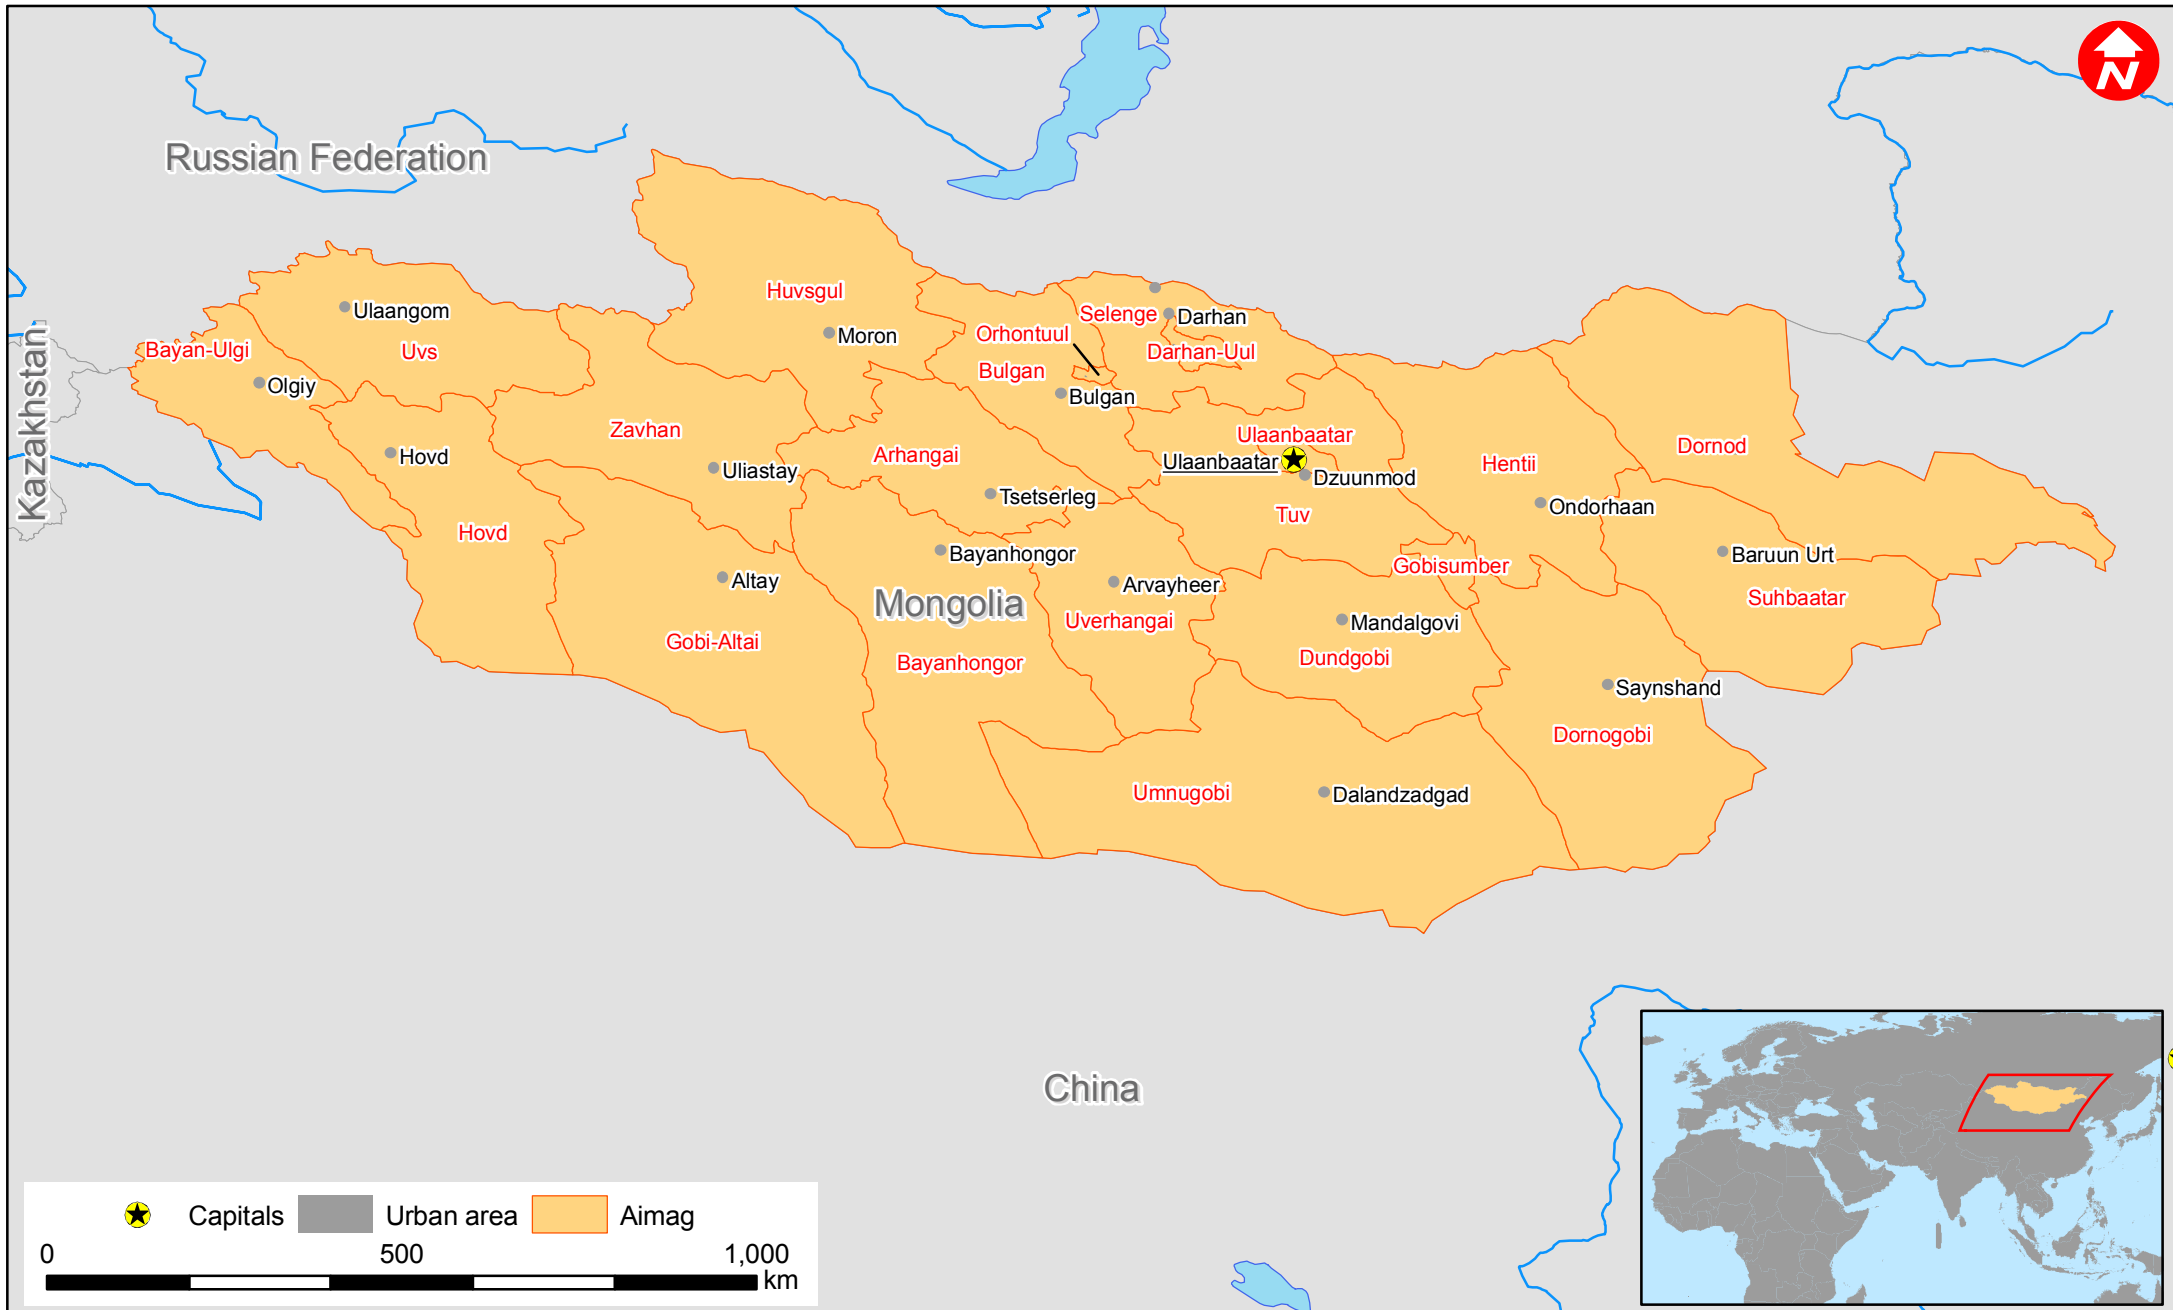 N
Russian Federation
Kazakhstan
Huvsgul
Ulaangom
Selenge
Darhan
Orhontuul
Moron
Bayan-Ulgi
Uvs
Darhan-Uul
Bulgan
Olgiy
Bulgan
Zavhan
Ulaanbaatar
Dornod
Hovd
Arhangai
Ulaanbaatar
Hentii
Uliastay
Dzuunmod
Tsetserleg
Ondorhaan
Tuv
Hovd
Bayanhongor
Baruun Urt
Gobisumber
Altay
Arvayheer
Suhbaatar
Mongolia
Uverhangai
Mandalgovi
Gobi-Altai
Dundgobi
Bayanhongor
Saynshand
Dornogobi
Umnugobi
Dalandzadgad
China
Capitals
Urban area
Aimag
0 500 1,000
km